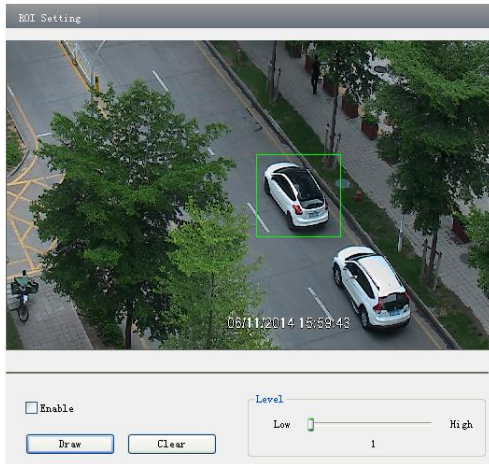 ROI Setting
06/11/2014 15:59:43
Enable
Draw Clear
Level
Low High
1